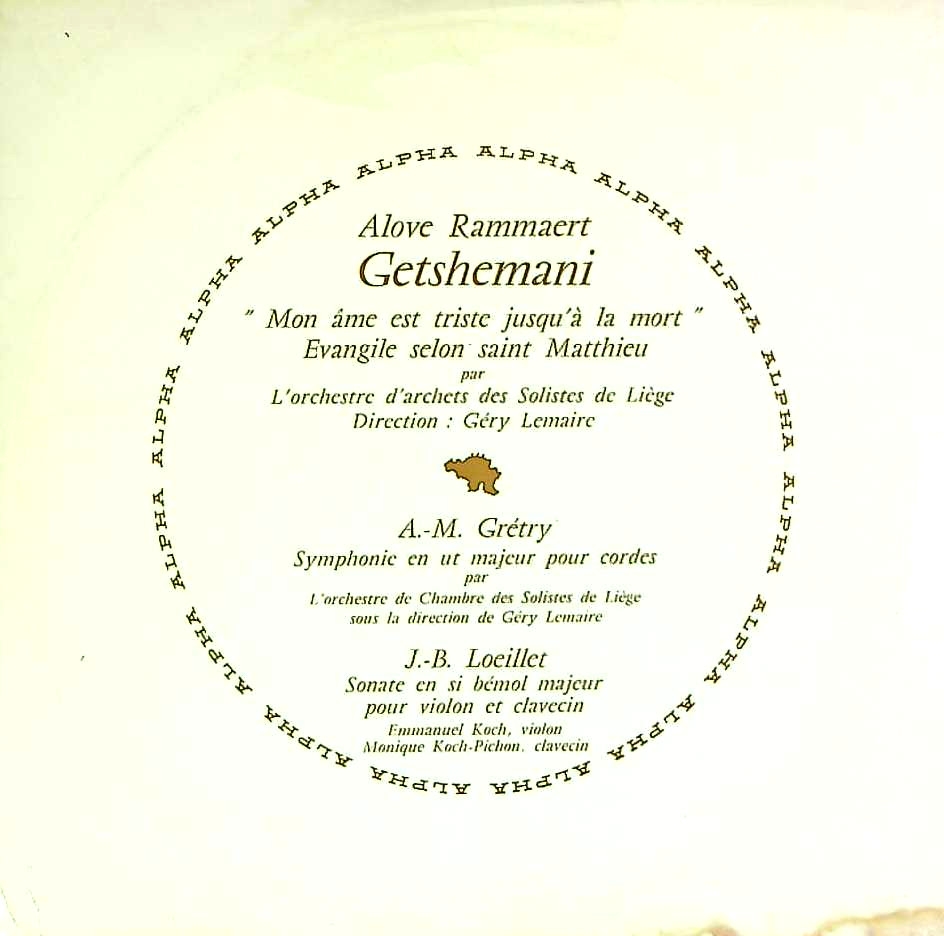 ALPHA ALPHA ALPHA ALPHA ALPHA ALPHA ALPHA ALPHA ALPHA ALPHA ALPHA ALPHA ALPHA ALPHA ALPHA ALPHA
Alove Rammaert
Getshemani
" Mon âme est triste jusqu'à la mort "
Evangile selon saint Matthieu
par
L'orchestre d'archets des Solistes de Liège
Direction : Géry Lemaire
A.-M. Grétry
Symphonie en ut majeur pour cordes
par
L'orchestre de Chambre des Solistes de Liège
sous la direction de Géry Lemaire
J.-B. Loeillet
Sonate en si bémol majeur
pour violon et clavecin
Emmanuel Koch, violon
Monique Koch-Pichon, clavecin